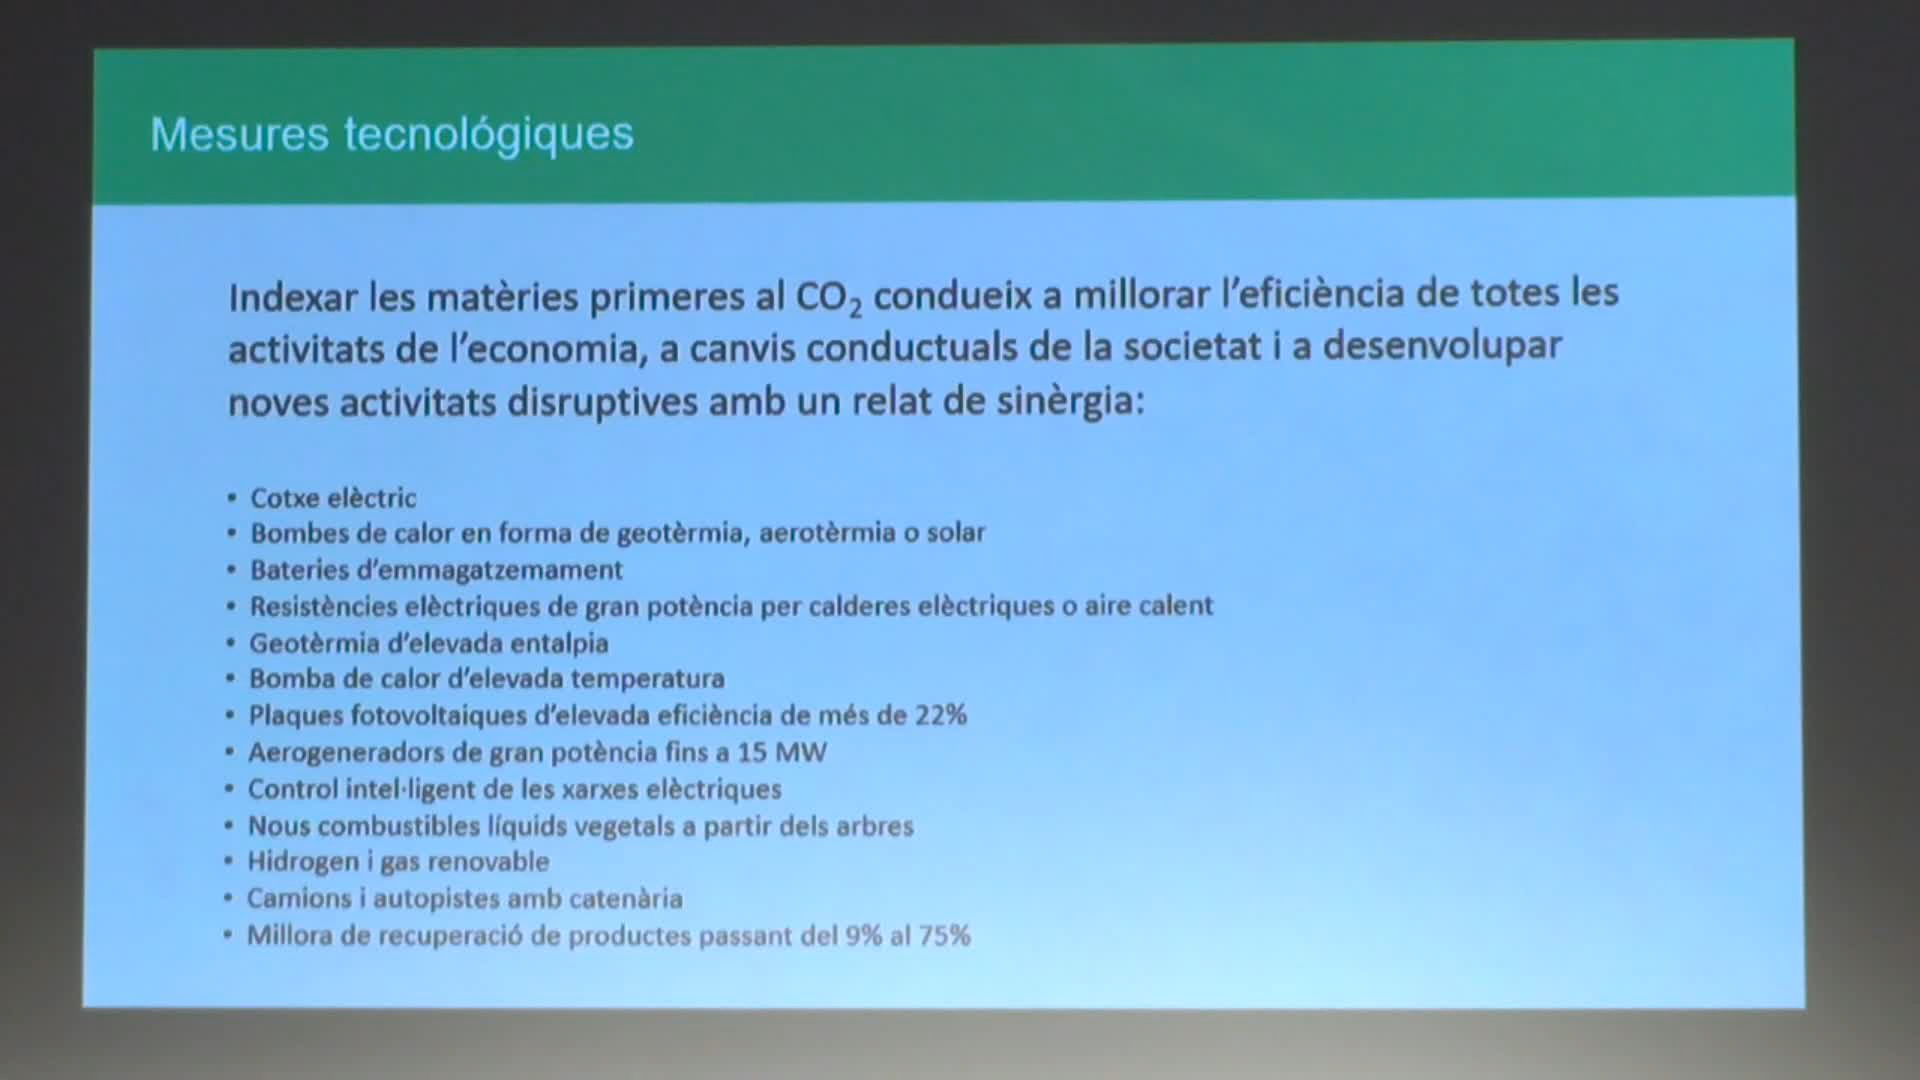 Mesures tecnológiques
Indexar les matèries primeres al CO₂ condueix a millorar l’eficiència de totes les
activitats de l’economia, a canvis conductuals de la societat i a desenvolupar
noves activitats disruptives amb un relat de sinèrgia:
• Cotxe elèctric
• Bombes de calor en forma de geotèrmia, aerotèrmia o solar
• Bateries d’emmagatzemament
• Resistències elèctriques de gran potència per calderes elèctriques o aire calent
• Geotèrmia d’elevada entalpia
• Bomba de calor d’elevada temperatura
• Plaques fotovoltaiques d’elevada eficiència de més de 22%
• Aerogeneradors de gran potència fins a 15 MW
• Control intel·ligent de les xarxes elèctriques
• Nous combustibles líquids vegetals a partir dels arbres
• Hidrogen i gas renovable
• Camions i autopistes amb catenària
• Millora de recuperació de productes passant del 9% al 75%